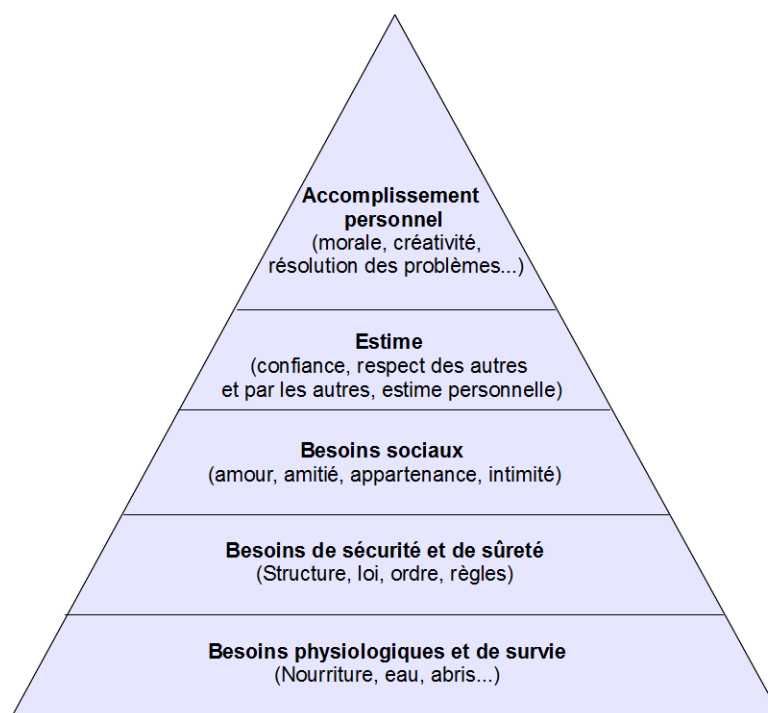 Accomplissement
personnel
(morale, créativité,
résolution des problèmes...)
Estime
(confiance, respect des autres
et par les autres, estime personnelle)
Besoins sociaux
(amour, amitié, appartenance, intimité)
Besoins de sécurité et de sûreté
(Structure, loi, ordre, règles)
Besoins physiologiques et de survie
(Nourriture, eau, abris...)